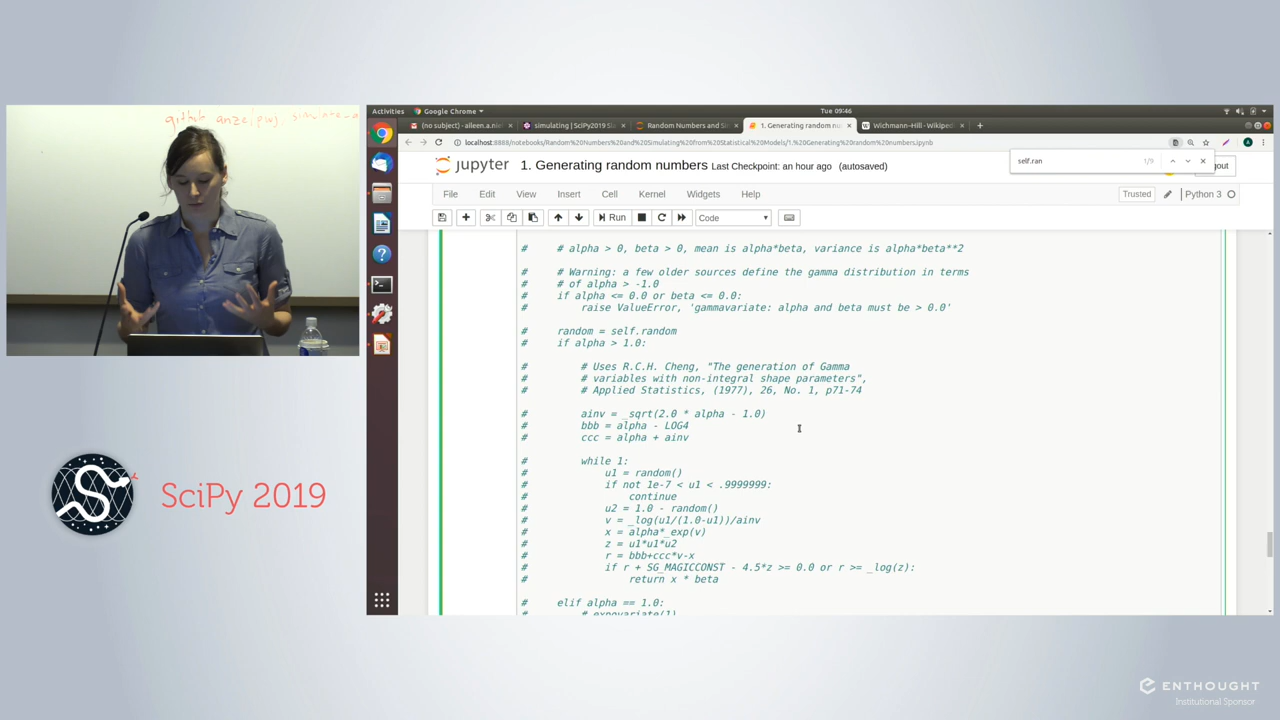 github
Activities
Google Chrome
Tue 09:46
(no subject) - aileen.a.nie
simulating | SciPy2019 S
Random Numbers and S
1. Generating random nu
Wichmann-Hill - Wikiped
localhost:8888/notebooks/Random%20Numbers%20and%20Simulating%20from%20Statistical%20Models/1.%20Generating%20random%20numbers.ipynb
self.ran
1/9
jupyter 1. Generating random numbers Last Checkpoint: an hour ago (autosaved)
File Edit View Insert Cell Kernel Widgets Help
Trusted
Python 3
Run
Code
# # alpha > 0, beta > 0, mean is alpha*beta, variance is alpha*beta**2
# # Warning: a few older sources define the gamma distribution in terms
# # of alpha > -1.0
# if alpha <= 0.0 or beta <= 0.0:
# raise ValueError, 'gammavariate: alpha and beta must be > 0.0'
# random = self.random
# if alpha > 1.0:
# # Uses R.C.H. Cheng, "The generation of Gamma
# # variables with non-integral shape parameters",
# # Applied Statistics, (1977), 26, No. 1, p71-74
# ainv = _sqrt(2.0 * alpha - 1.0)
# bbb = alpha - LOG4
# ccc = alpha + ainv
# while 1:
# u1 = random()
# if not 1e-7 < u1 < .9999999:
# continue
# u2 = 1.0 - random()
# v = _log(u1/(1.0-u1))/ainv
# x = alpha*_exp(v)
# z = u1*u1*u2
# r = bbb+ccc*v-x
# if r + SG_MAGICCONST - 4.5*z >= 0.0 or r >= _log(z):
# return x * beta
# elif alpha == 1.0:
# # expovariate(1)
S SciPy 2019
ENTHOUGHT
Institutional Sponsor